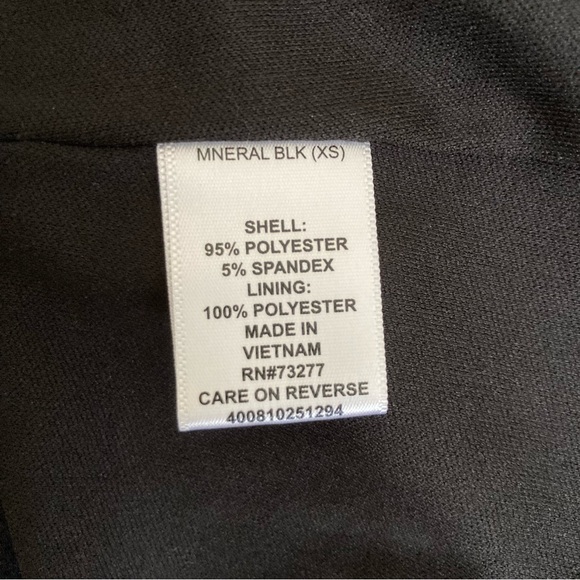 MNERAL BLK (XS)
SHELL:
95% POLYESTER
5% SPANDEX
LINING:
100% POLYESTER
MADE IN
VIETNAM
RN#73277
CARE ON REVERSE
400810251294